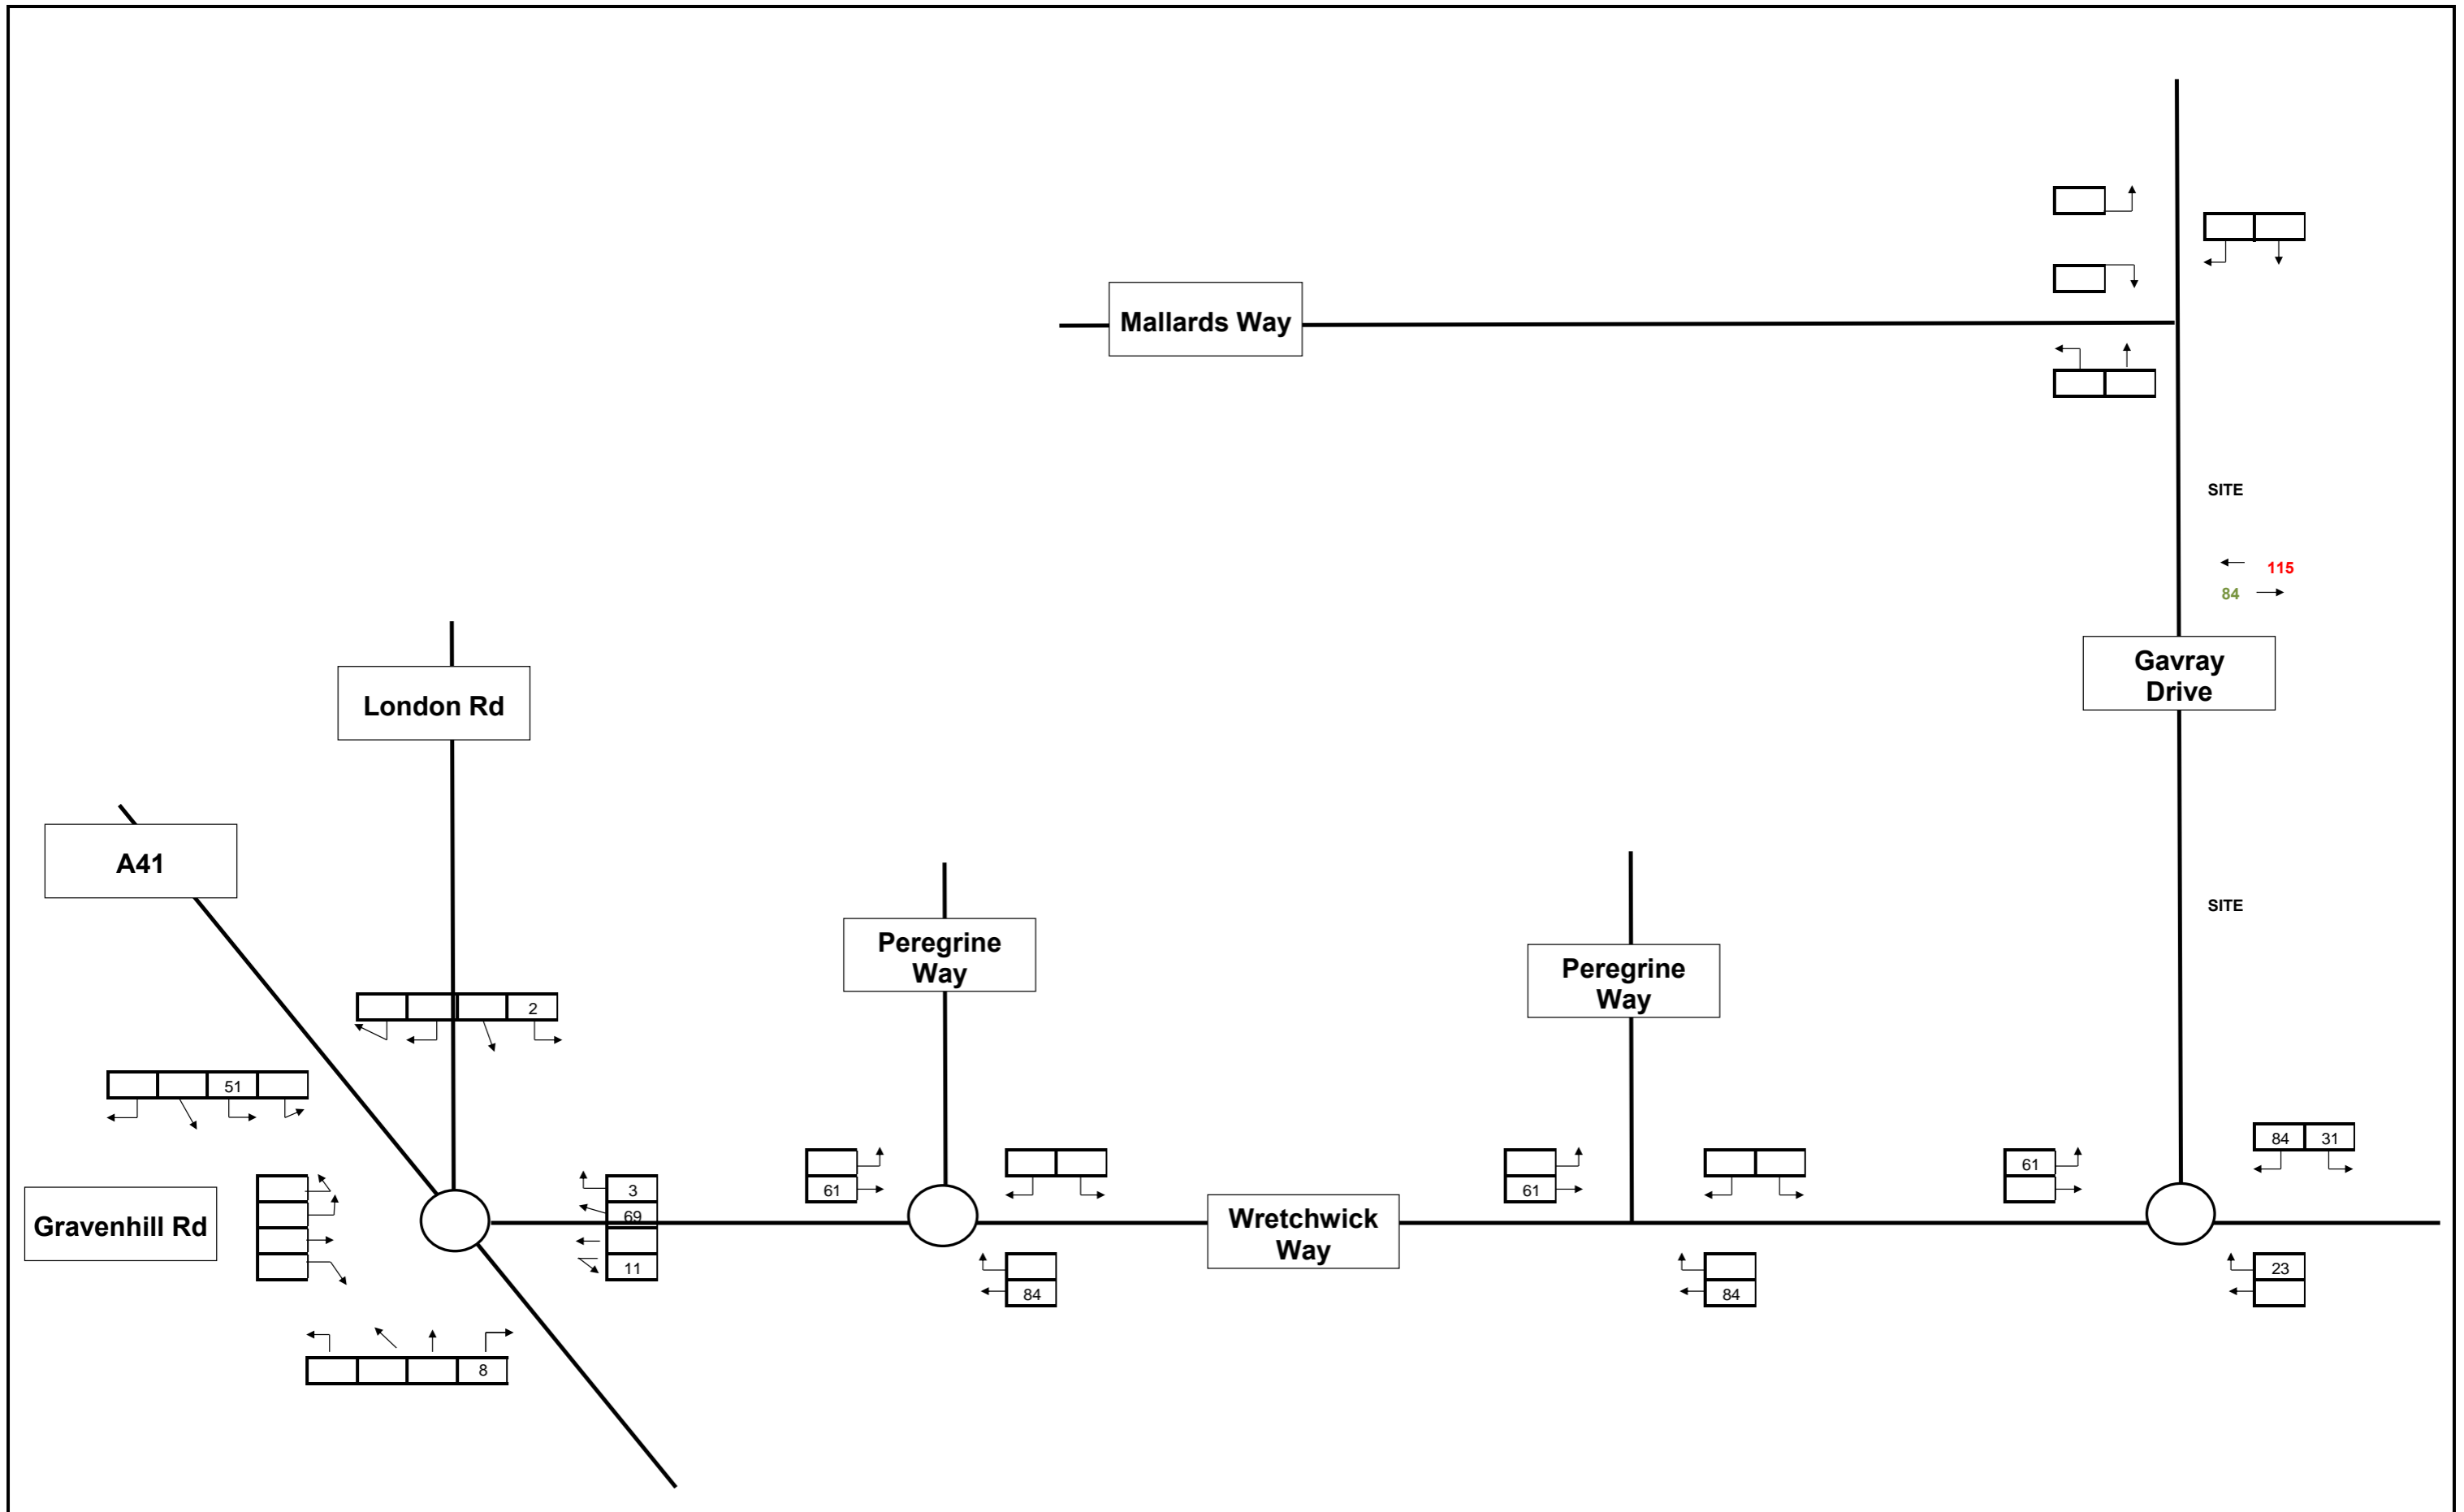 Mallards Way
SITE
115
84
Gavray
Drive
London Rd
A41
SITE
Peregrine
Way
Peregrine
Way
2
51
84 31
61
3
61
61
69
Gravenhill Rd
Wretchwick
Way
11
84
84
23
8